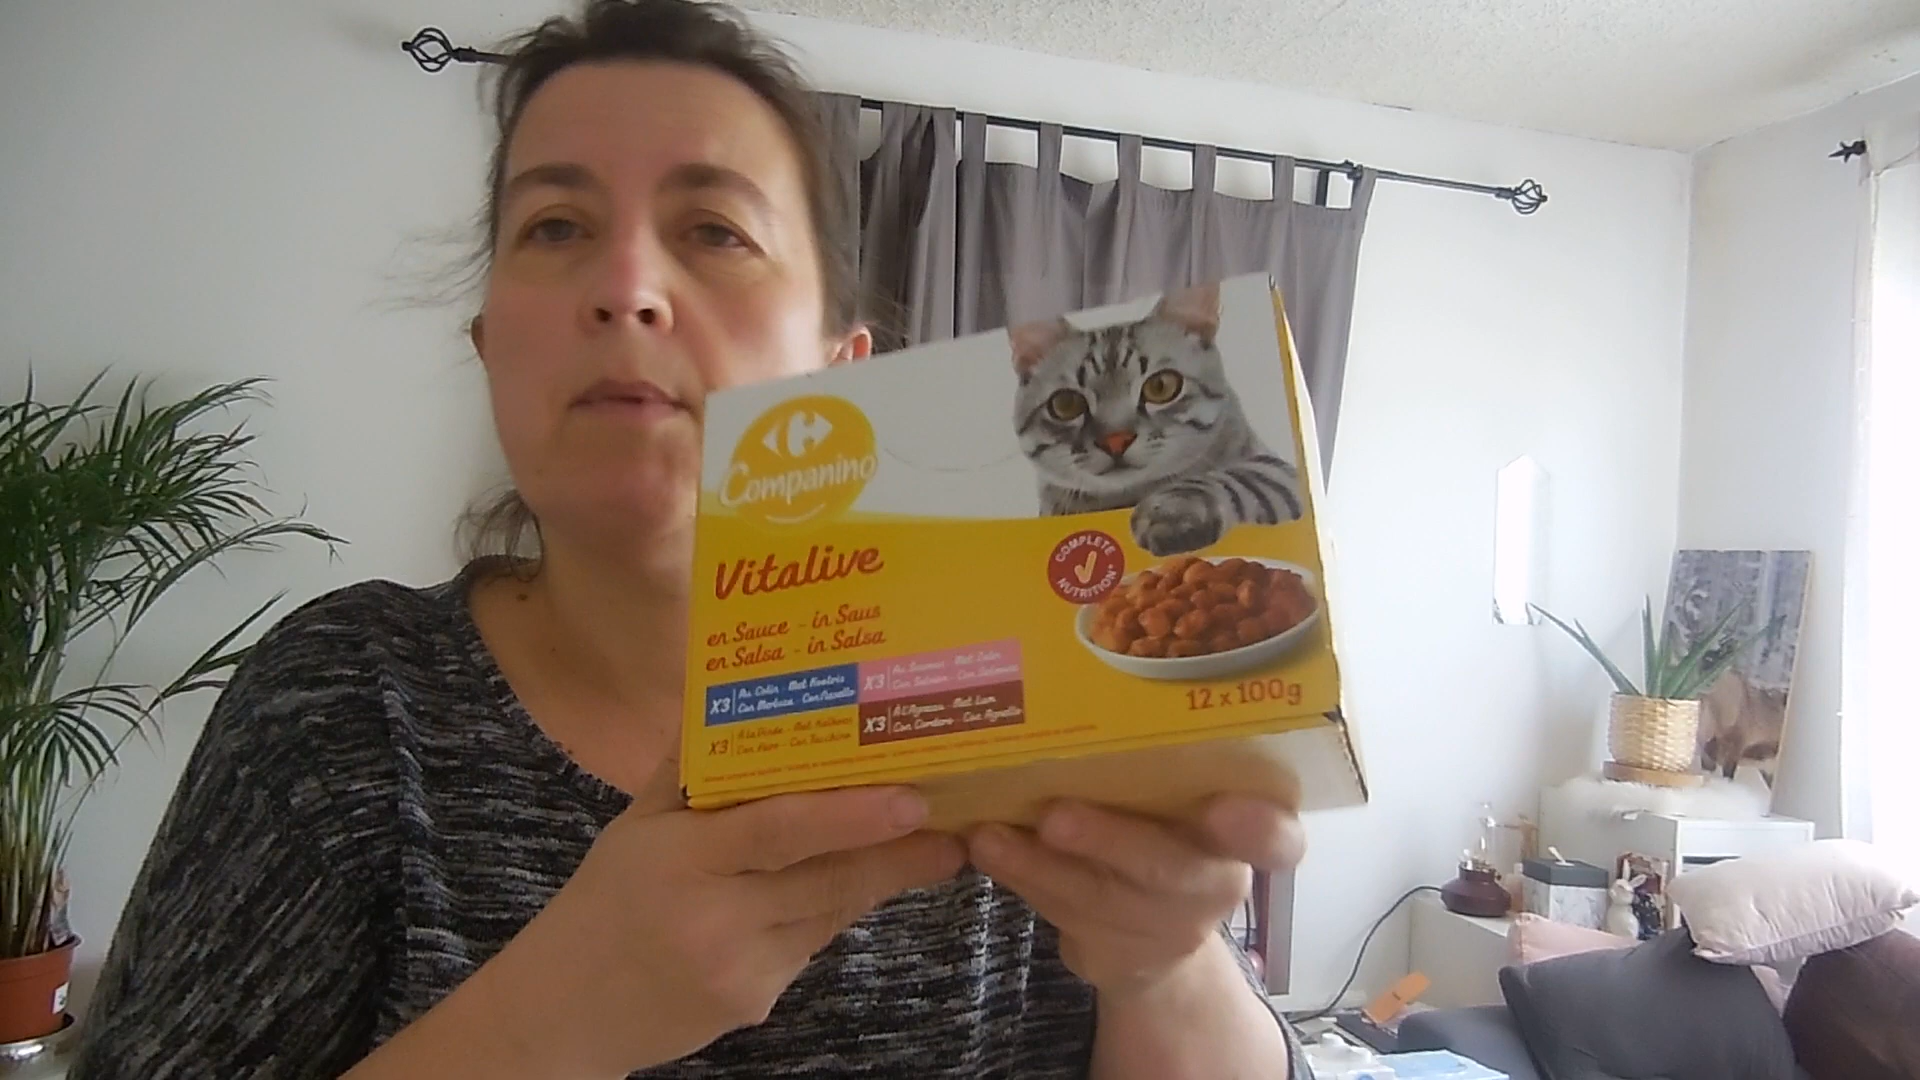 Companino
Vitalive
COMPLETE
NUTRITION*
en Sauce - in Saus
en Salsa - in Salsa
X3 Au Colin - Met Koolvis
Con Merluza - Con Nasello
X3 Au Saumon - Met Zalm
Con Salmón - Con Salmone
X3 À la Dinde - Met Kalkoen
Con Pavo - Con Tacchino
X3 À l'Agneau - Met Lam
Con Cordero - Con Agnello
12 x 100g